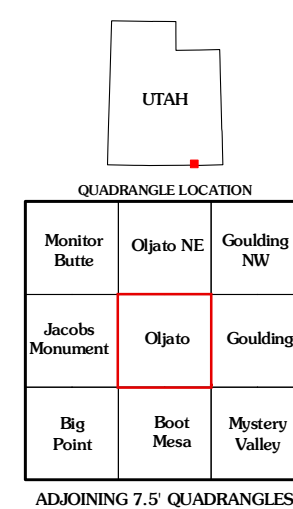 UTAH
QUADRANGLE LOCATION
Monitor
Butte
Oljato NE
Goulding
NW
Jacobs
Monument
Oljato
Goulding
Big
Point
Boot
Mesa
Mystery
Valley
ADJOINING 7.5' QUADRANGLES